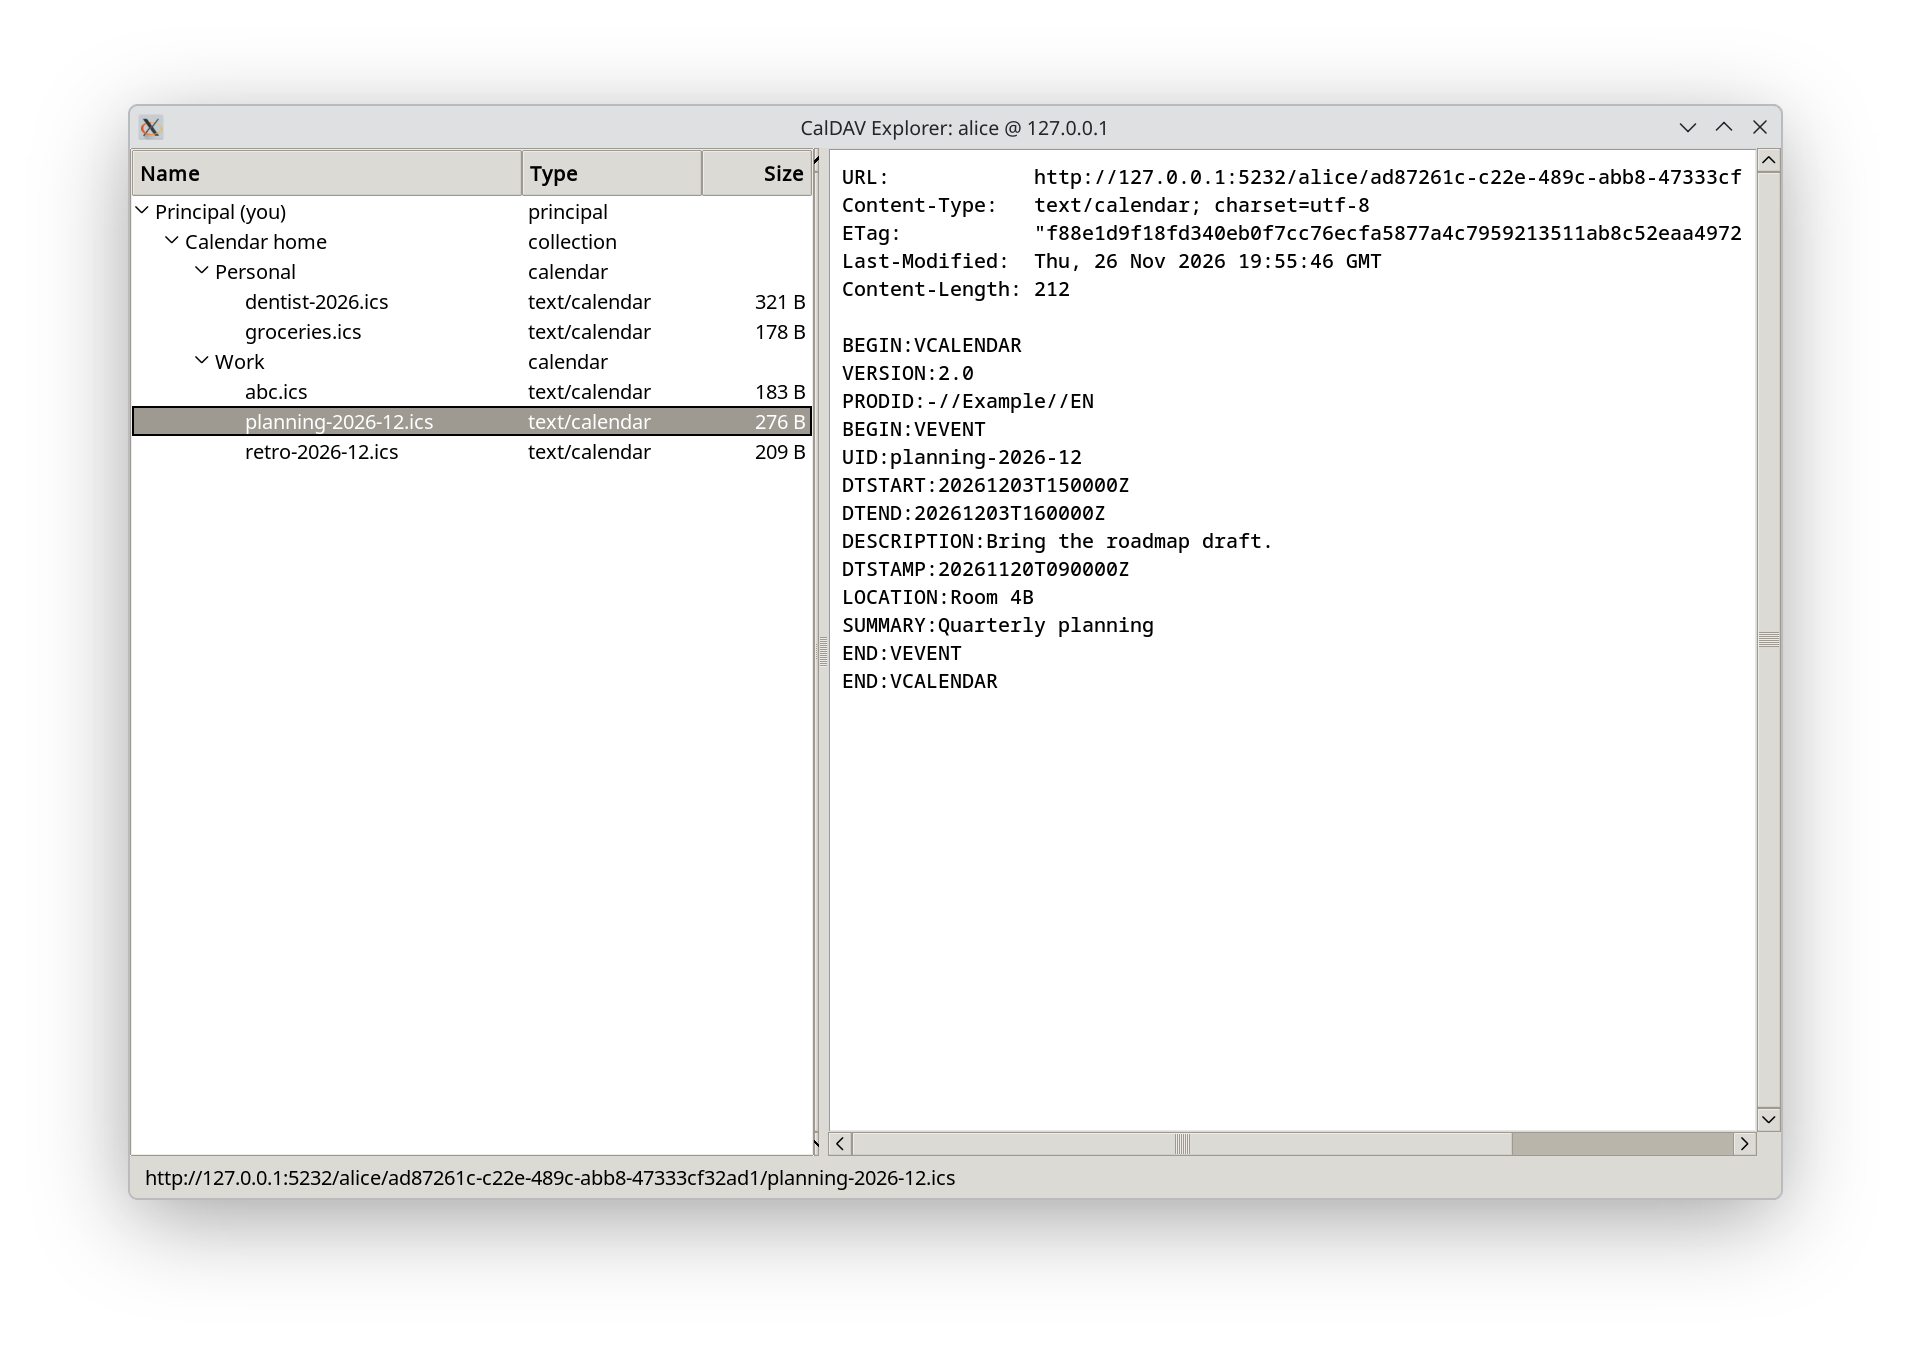 CalDAV Explorer: alice @ 127.0.0.1
Name Type Size
Principal (you) principal
Calendar home collection
Personal calendar
dentist-2026.ics text/calendar 321 B
groceries.ics text/calendar 178 B
Work calendar
abc.ics text/calendar 183 B
planning-2026-12.ics text/calendar 276 B
retro-2026-12.ics text/calendar 209 B
URL: http://127.0.0.1:5232/alice/ad87261c-c22e-489c-abb8-47333cf
Content-Type: text/calendar; charset=utf-8
ETag: "f88e1d9f18fd340eb0f7cc76ecfa5877a4c7959213511ab8c52eaa4972
Last-Modified: Thu, 26 Nov 2026 19:55:46 GMT
Content-Length: 212
BEGIN:VCALENDAR
VERSION:2.0
PRODID:-//Example//EN
BEGIN:VEVENT
UID:planning-2026-12
DTSTART:20261203T150000Z
DTEND:20261203T160000Z
DESCRIPTION:Bring the roadmap draft.
DTSTAMP:20261120T090000Z
LOCATION:Room 4B
SUMMARY:Quarterly planning
END:VEVENT
END:VCALENDAR
http://127.0.0.1:5232/alice/ad87261c-c22e-489c-abb8-47333cf32ad1/planning-2026-12.ics